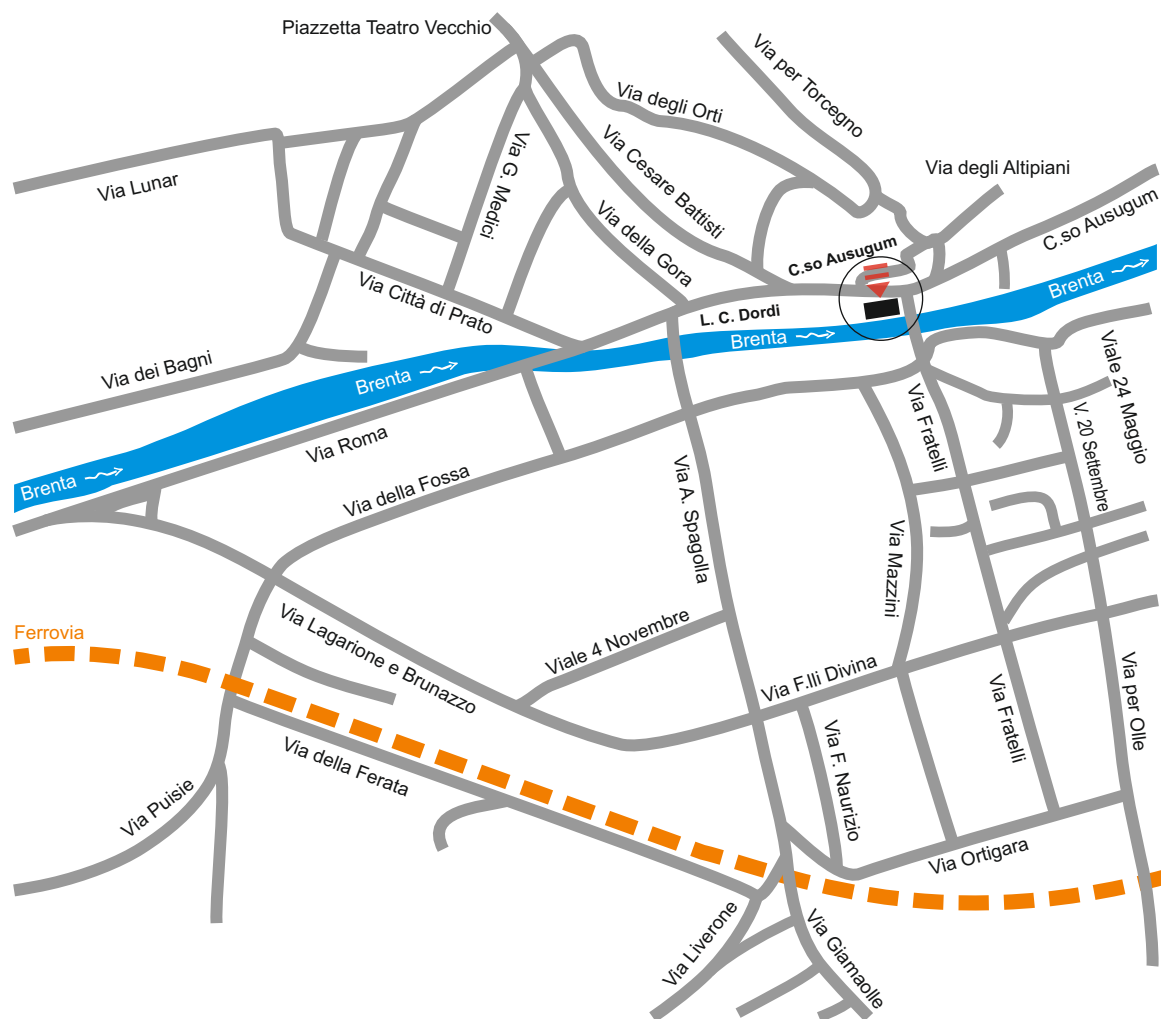 Piazzetta Teatro Vecchio
Via per Torcegno
Via degli Orti
Via degli Altipiani
Via Lunar
Via G. Medici
Via Cesare Battisti
Via della Gora
C.so Ausugum
C.so Ausugum
Via Città di Prato
L. C. Dordi
Brenta
Brenta
Brenta
Brenta
Via dei Bagni
Via Roma
Via della Fossa
Via Fratelli
Viale 24 Maggio
V. 20 Settembre
Via A. Spagolla
Via Mazzini
Ferrovia
Via Lagarione e Brunazzo
Viale 4 Novembre
Via F.lli Divina
Via Fratelli
Via per Olle
Via della Ferata
Via F. Naurizio
Via Puisie
Via Ortigara
Via Liverone
Via Giamaolle